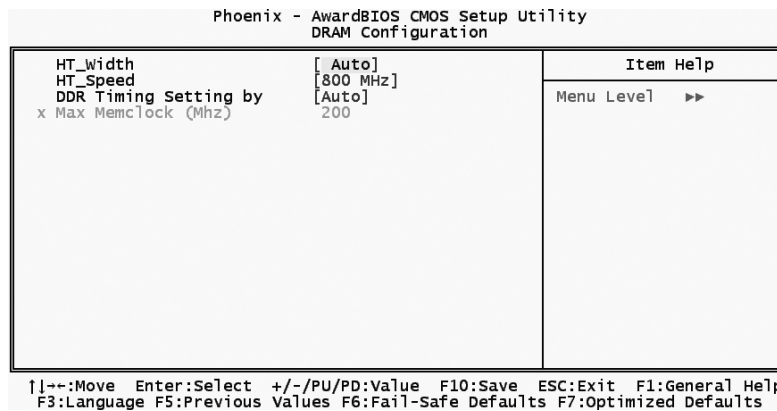 Phoenix - AwardBIOS CMOS Setup Utility
DRAM Configuration
HT_Width [ Auto]
HT_Speed [800 MHz]
DDR Timing Setting by [Auto]
x Max Memclock (Mhz) 200
Item Help
Menu Level ▶▶
↑↓→←:Move Enter:Select +/-/PU/PD:Value F10:Save ESC:Exit F1:General Help
F3:Language F5:Previous Values F6:Fail-Safe Defaults F7:Optimized Defaults